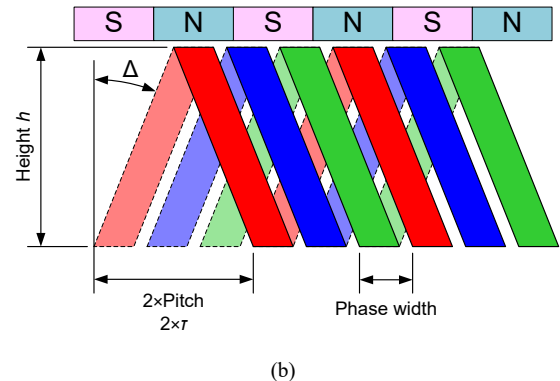 S N S N S N
Δ
Height h
2×Pitch
2×τ
Phase width
(b)